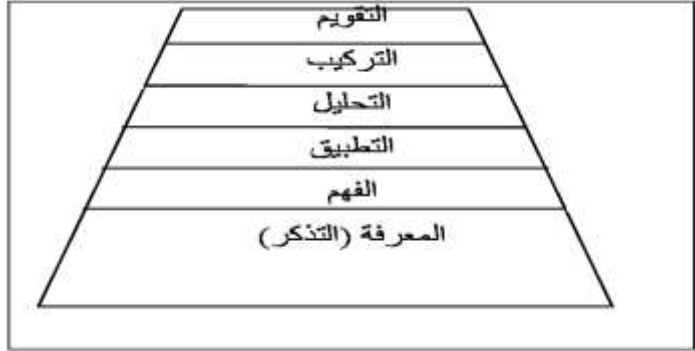 التقويم
التركيب
التحليل
التطبيق
الفهم
المعرفة (التذكر)